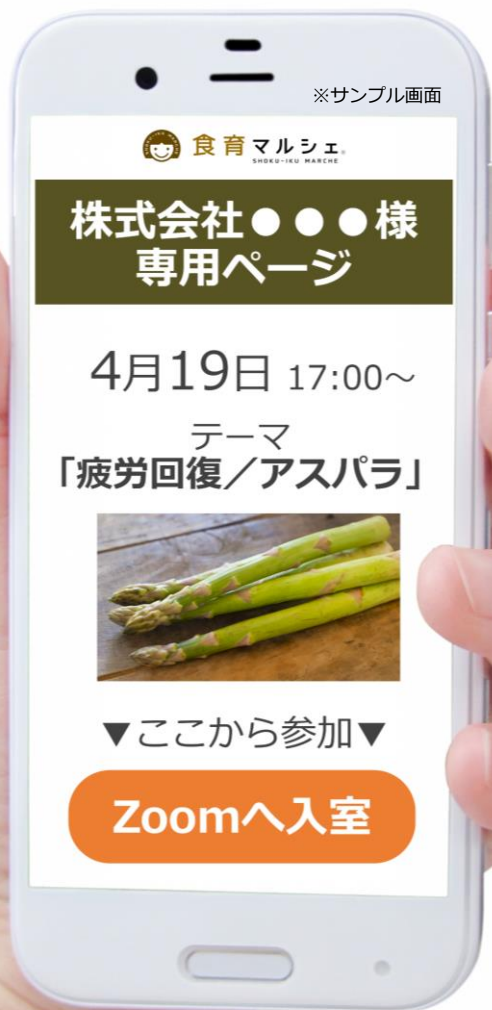 ※サンプル画面
食育マルシェ®
SHOKU-IKU MARCHE
株式会社●●●様
専用ページ
4月19日 17:00～
テーマ
「疲労回復／アスパラ」
▼ここから参加▼
Zoomへ入室